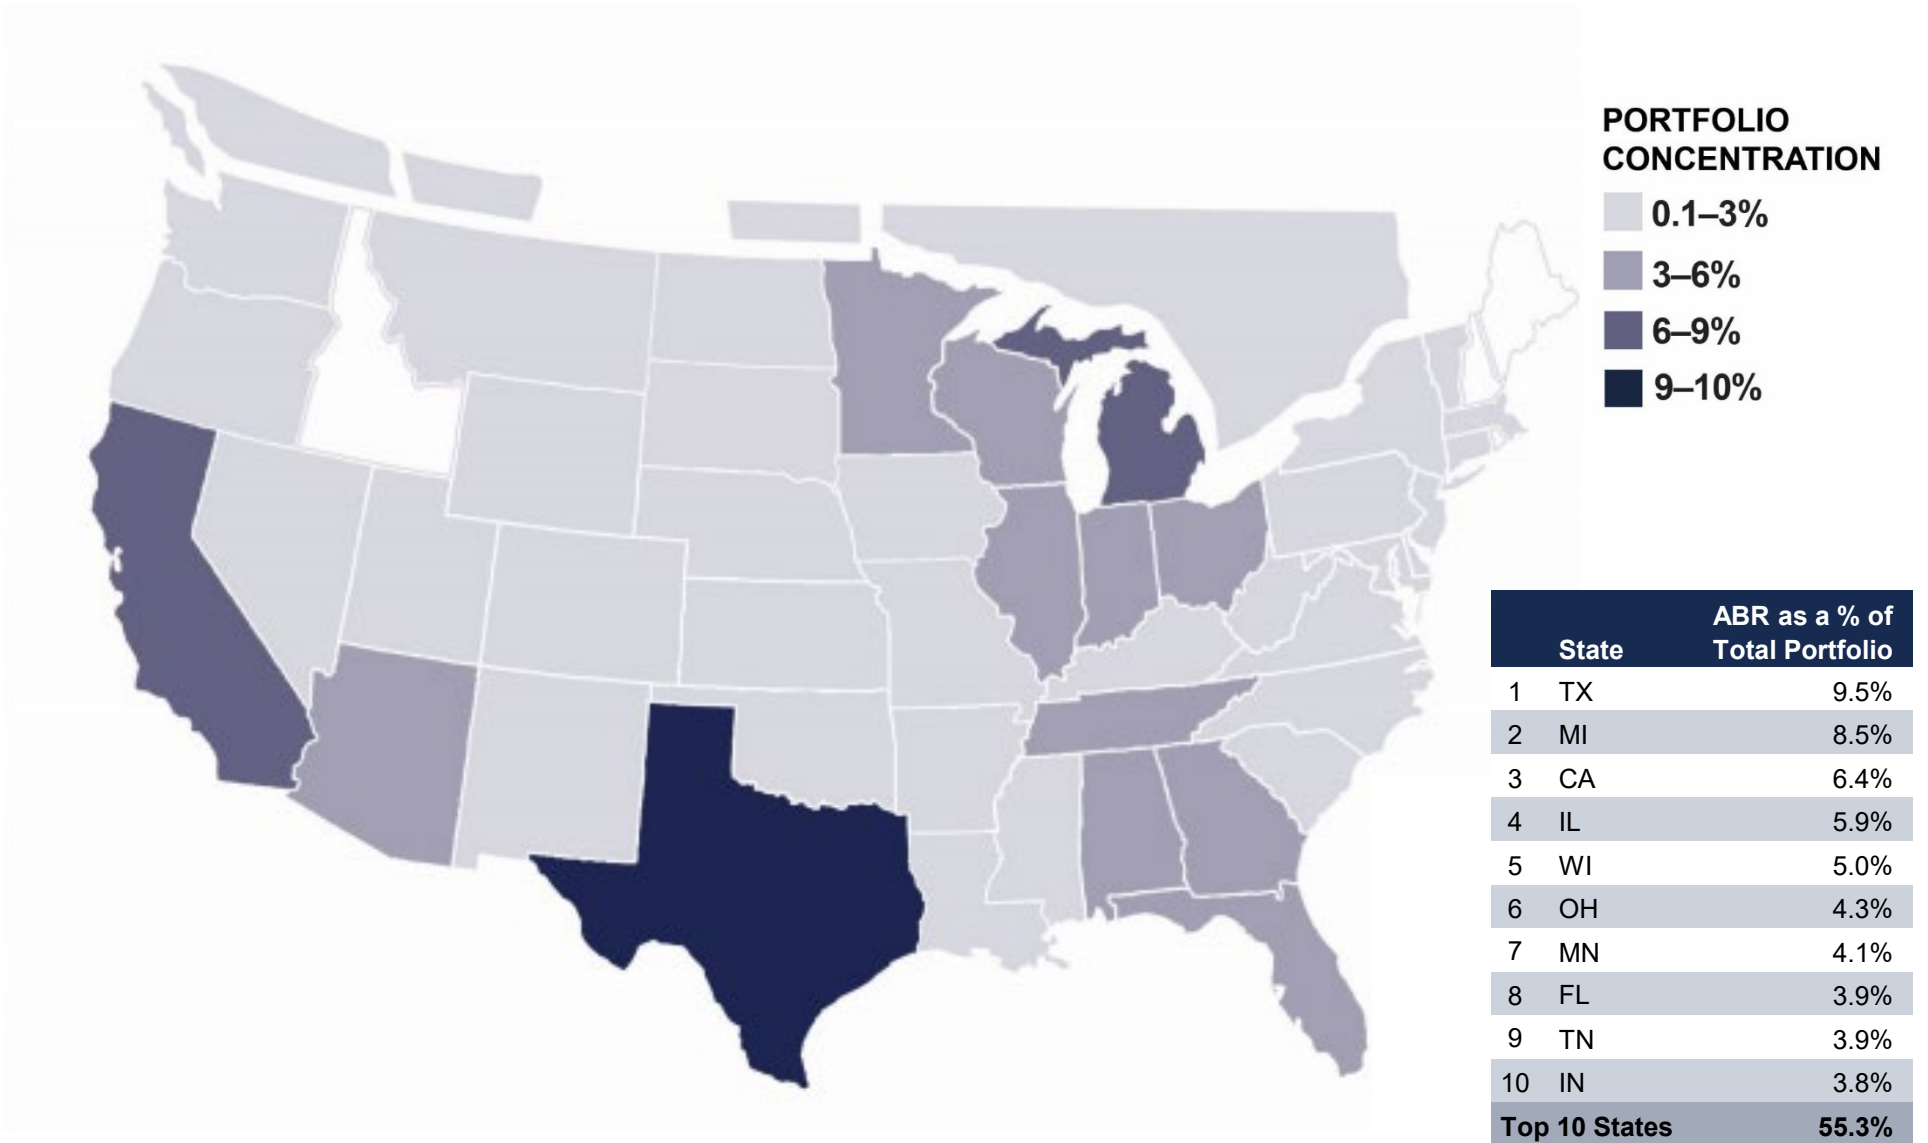 PORTFOLIO
CONCENTRATION
0.1–3%
3–6%
6–9%
9–10%
State ABR as a % of
Total Portfolio
1 TX 9.5%
2 MI 8.5%
3 CA 6.4%
4 IL 5.9%
5 WI 5.0%
6 OH 4.3%
7 MN 4.1%
8 FL 3.9%
9 TN 3.9%
10 IN 3.8%
Top 10 States 55.3%